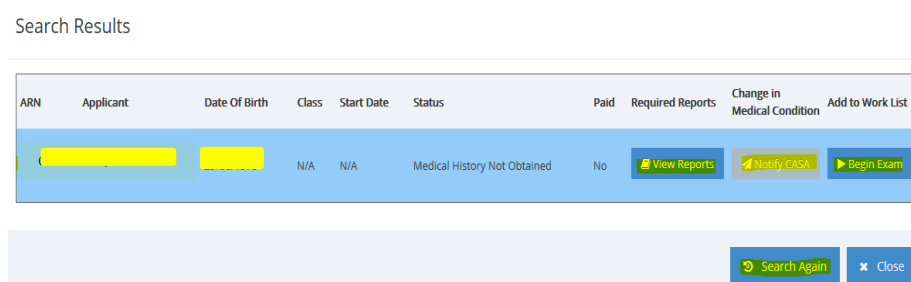 Search Results
ARN Applicant Date Of Birth Class Start Date Status Paid Required Reports Change in Medical Condition Add to Work List
N/A N/A Medical History Not Obtained No View Reports Notify CASA Begin Exam
Search Again Close